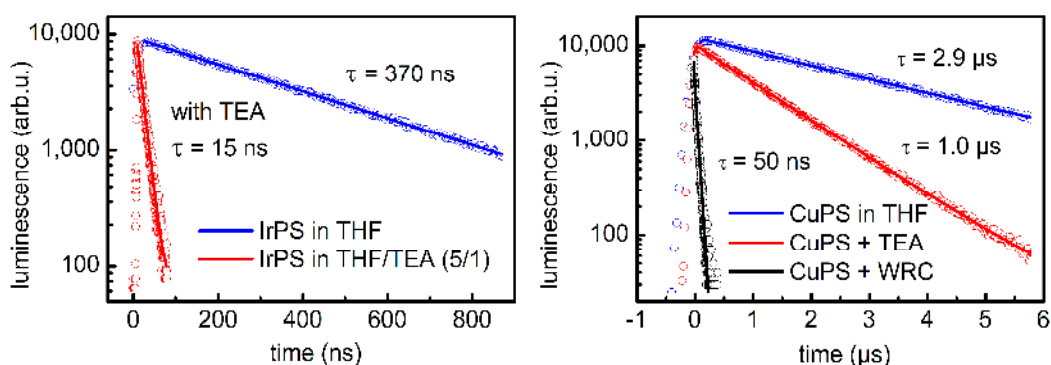 luminescence (arb.u.)
10,000
1,000
100
τ = 370 ns
with TEA
τ = 15 ns
IrPS in THF
IrPS in THF/TEA (5/1)
0 200 400 600 800
time (ns)
luminescence (arb.u.)
10,000
1,000
100
τ = 2.9 µs
τ = 1.0 µs
τ = 50 ns
CuPS in THF
CuPS + TEA
CuPS + WRC
-1 0 1 2 3 4 5 6
time (µs)